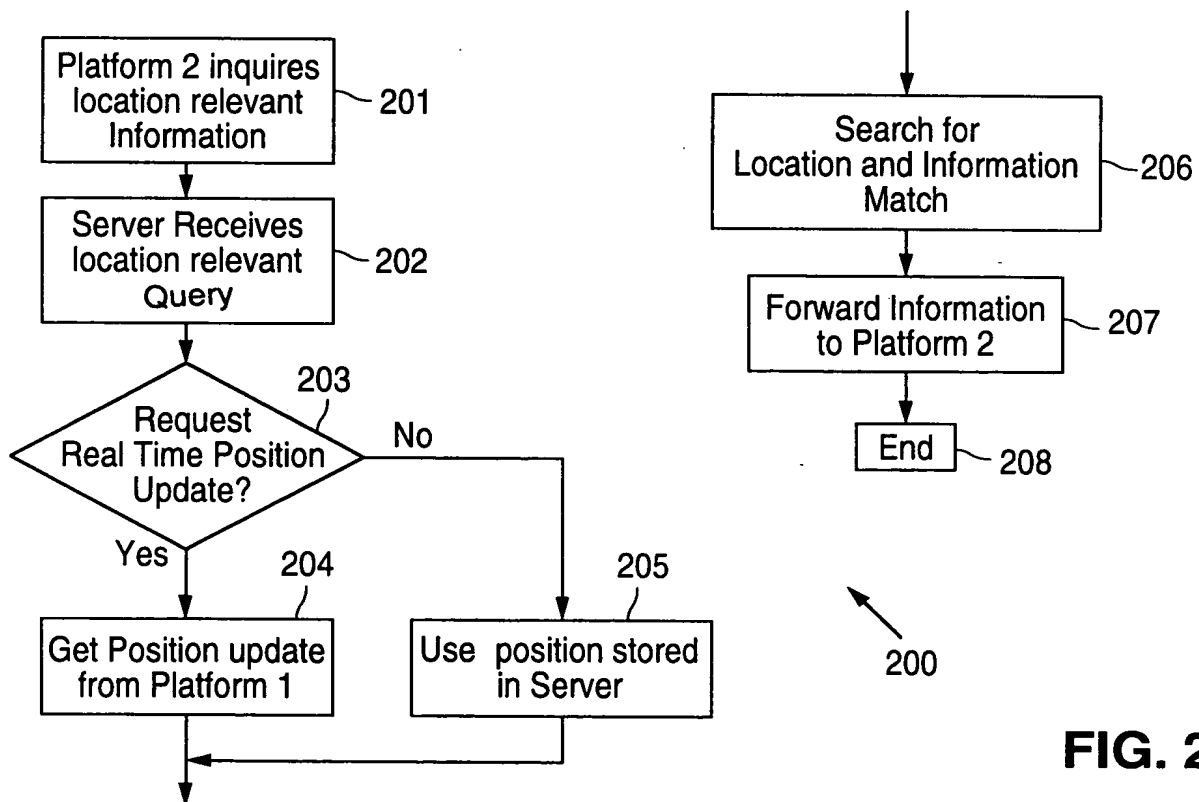 Platform 2 inquires
location relevant
Information
201
Server Receives
location relevant
Query
202
203
Request
Real Time Position
Update?
No
Yes
204
Get Position update
from Platform 1
205
Use position stored
in Server
Search for
Location and Information
Match
206
Forward Information
to Platform 2
207
End
208
200
FIG. 2